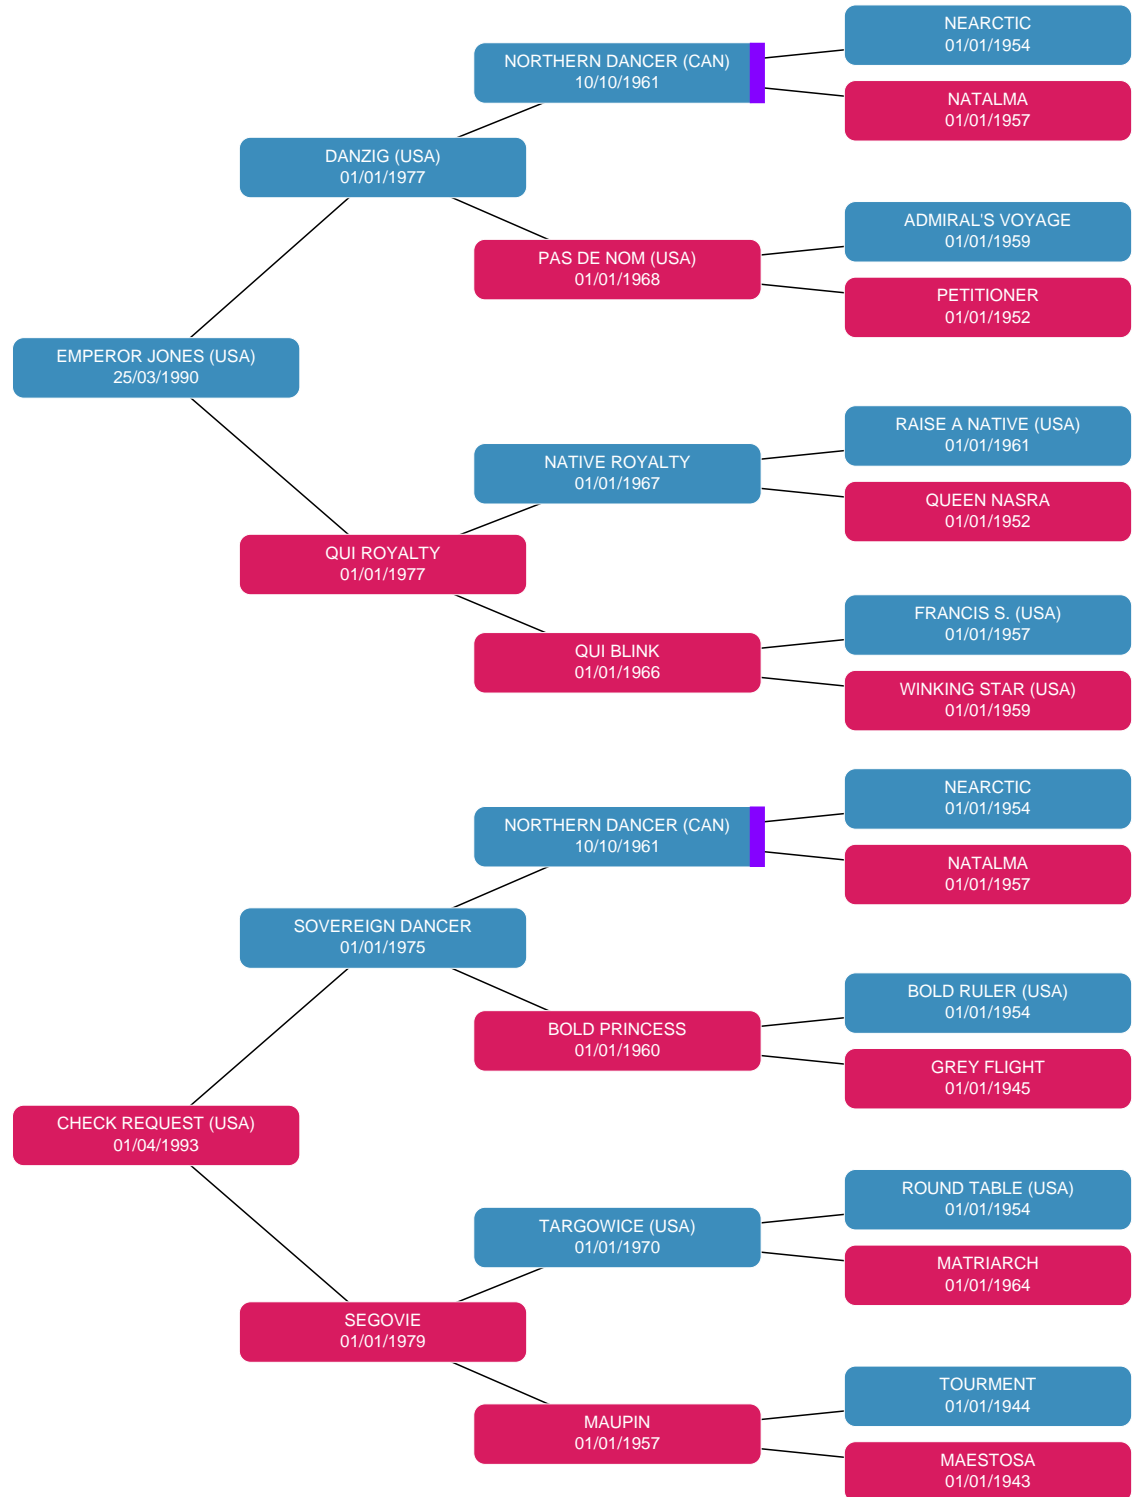 NEARCTIC
01/01/1954
NORTHERN DANCER (CAN)
10/10/1961
NATALMA
01/01/1957
DANZIG (USA)
01/01/1977
ADMIRAL'S VOYAGE
01/01/1959
PAS DE NOM (USA)
01/01/1968
PETITIONER
01/01/1952
EMPEROR JONES (USA)
25/03/1990
RAISE A NATIVE (USA)
01/01/1961
NATIVE ROYALTY
01/01/1967
QUEEN NASRA
01/01/1952
QUI ROYALTY
01/01/1977
FRANCIS S. (USA)
01/01/1957
QUI BLINK
01/01/1966
WINKING STAR (USA)
01/01/1959
NEARCTIC
01/01/1954
NORTHERN DANCER (CAN)
10/10/1961
NATALMA
01/01/1957
SOVEREIGN DANCER
01/01/1975
BOLD RULER (USA)
01/01/1954
BOLD PRINCESS
01/01/1960
GREY FLIGHT
01/01/1945
CHECK REQUEST (USA)
01/04/1993
ROUND TABLE (USA)
01/01/1954
TARGOWICE (USA)
01/01/1970
MATRIARCH
01/01/1964
SEGOVIE
01/01/1979
TOURMENT
01/01/1944
MAUPIN
01/01/1957
MAESTOSA
01/01/1943